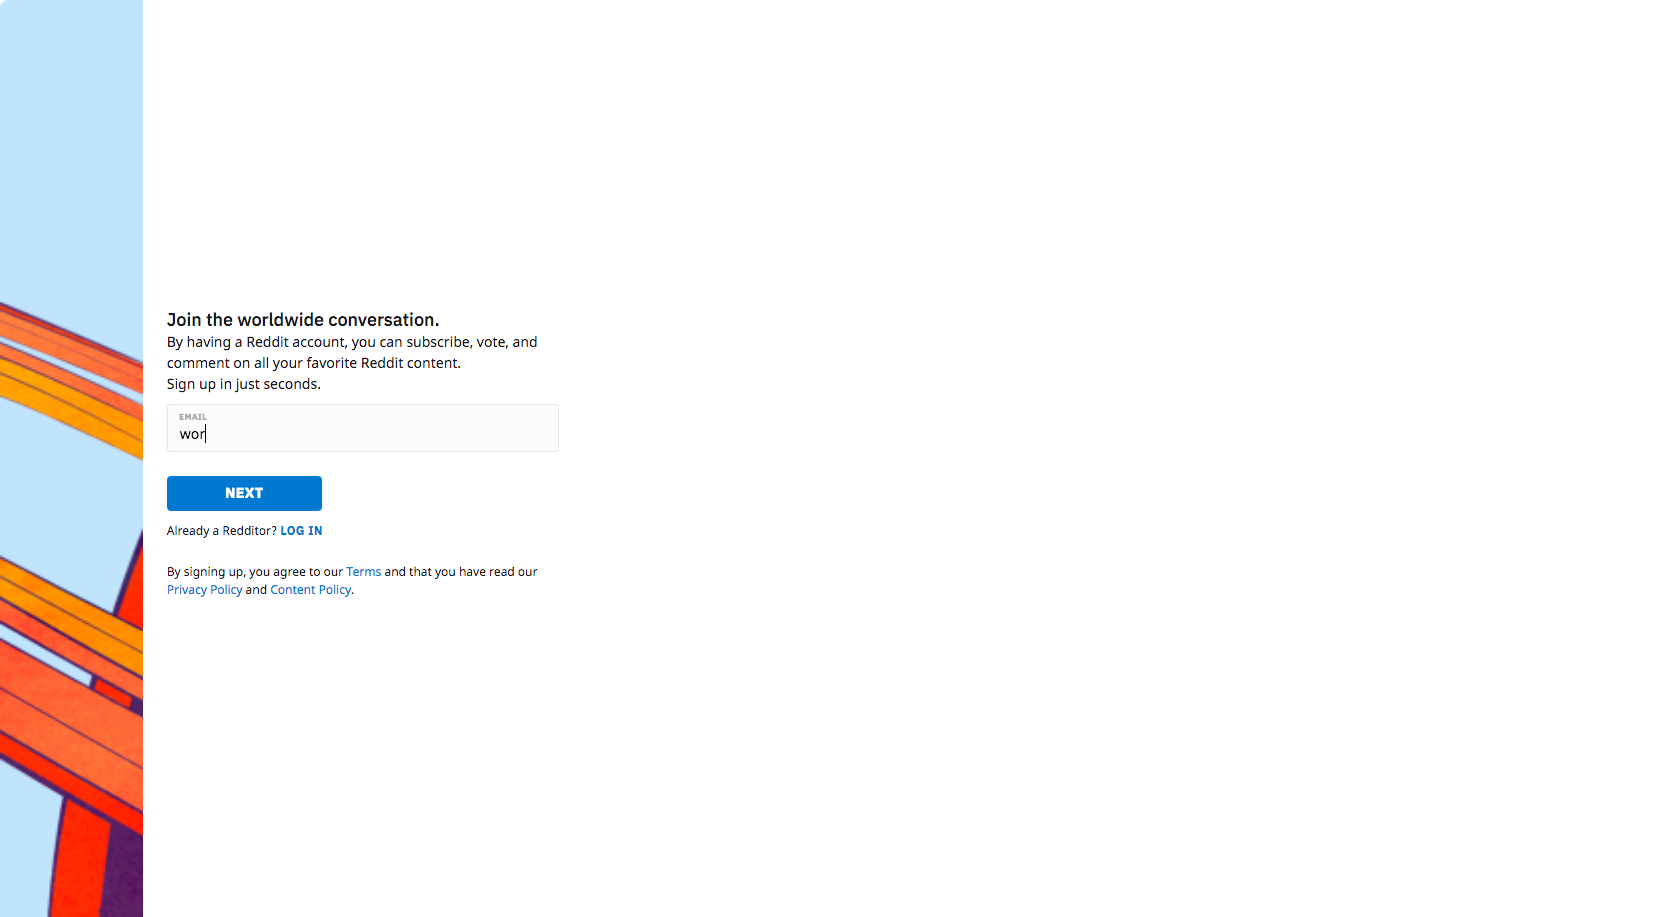 Join the worldwide conversation.
By having a Reddit account, you can subscribe, vote, and
comment on all your favorite Reddit content.
Sign up in just seconds.
EMAIL
wor
NEXT
Already a Redditor? LOG IN
By signing up, you agree to our Terms and that you have read our
Privacy Policy and Content Policy.